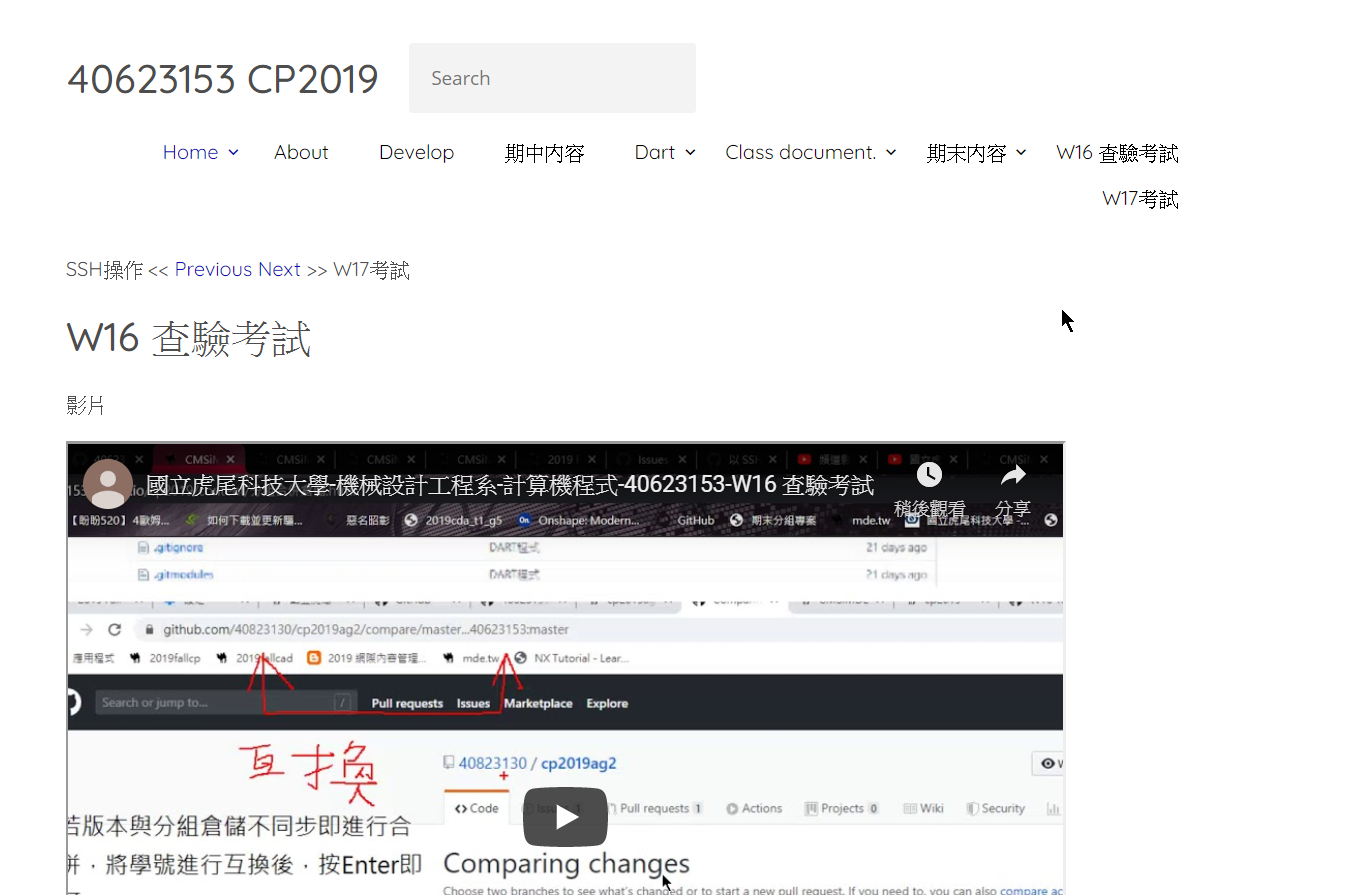 40623153 CP2019
Search
Home About Develop 期中內容 Dart Class document. 期末內容 W16 查驗考試
W17考試
SSH操作 << Previous Next >> W17考試
W16 查驗考試
影片
CMSiM CMSiM CMSiM CMSiM 2019 Issues 以 SSH CMSiM
國立虎尾科技大學-機械設計工程系-計算機程式-40623153-W16 查驗考試
稍後觀看 分享
【盼盼520】4歐姆... 如何下載並更新驅... 惡名昭彰 2019cda_t1_g5 Onshape: Modern... GitHub 期末分組專案 mde.tw 國立虎尾科技大學 -...
.gitignore DART程式 21 days ago
.gitmodules DART程式 21 days ago
github.com/40823130/cp2019ag2/compare/master...40623153:master
應用程式 2019fallcp 2019fallcad 2019 網際內容管理... mde.tw NX Tutorial - Lear...
Search or jump to... / Pull requests Issues Marketplace Explore
互換
40823130 / cp2019ag2
Code Issues 1 Pull requests 1 Actions Projects 0 Wiki Security
若版本與分組倉儲不同步即進行合
併，將學號進行互換後，按Enter即
Comparing changes
Choose two branches to see what's changed or to start a new pull request. If you need to, you can also compare ac